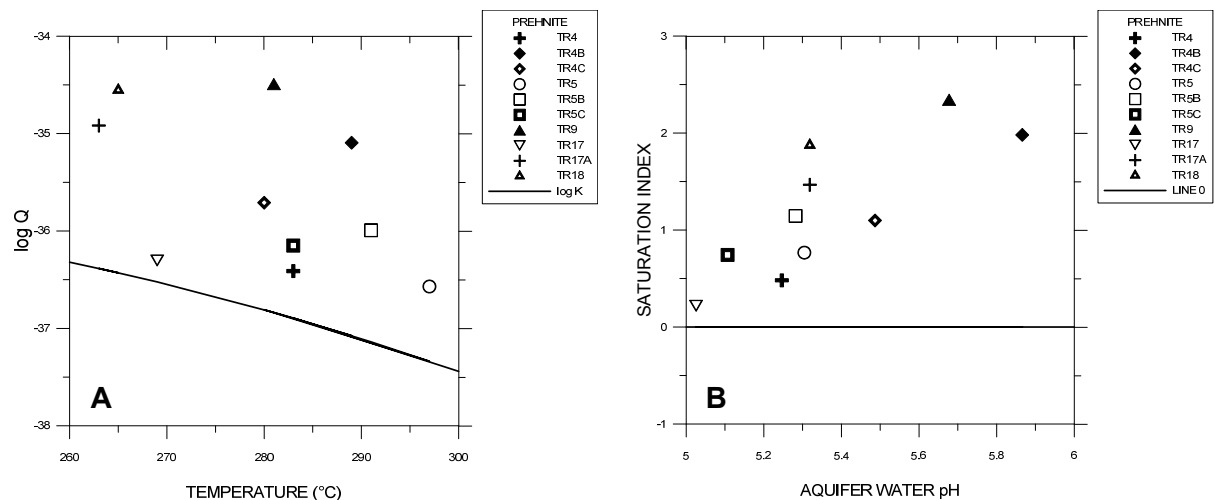 -34
-35
-36
-37
-38
log Q
260
270
280
290
300
TEMPERATURE (°C)
A
PREHNITE
TR4
TR4B
TR4C
TR5
TR5B
TR5C
TR9
TR17
TR17A
TR18
log K
3
2
1
0
-1
SATURATION INDEX
5
5.2
5.4
5.6
5.8
6
AQUIFER WATER pH
B
PREHNITE
TR4
TR4B
TR4C
TR5
TR5B
TR5C
TR9
TR17
TR17A
TR18
LINE 0